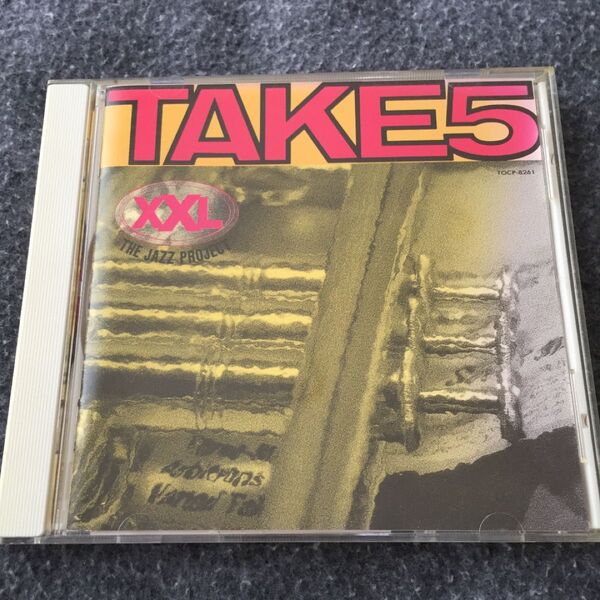 TAKE5
TOCP-8261
XXL
THE JAZZ PROJECT